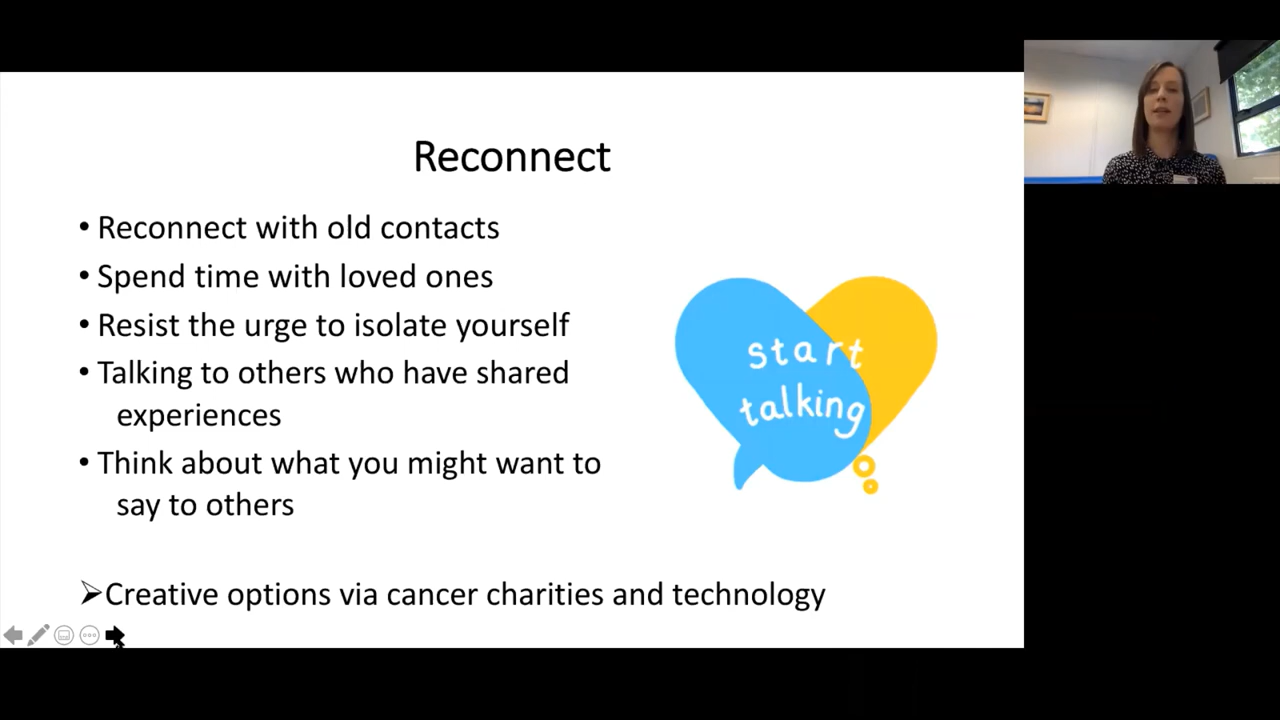 Reconnect
• Reconnect with old contacts
• Spend time with loved ones
• Resist the urge to isolate yourself
• Talking to others who have shared
experiences
• Think about what you might want to
say to others
start
talking
➢Creative options via cancer charities and technology